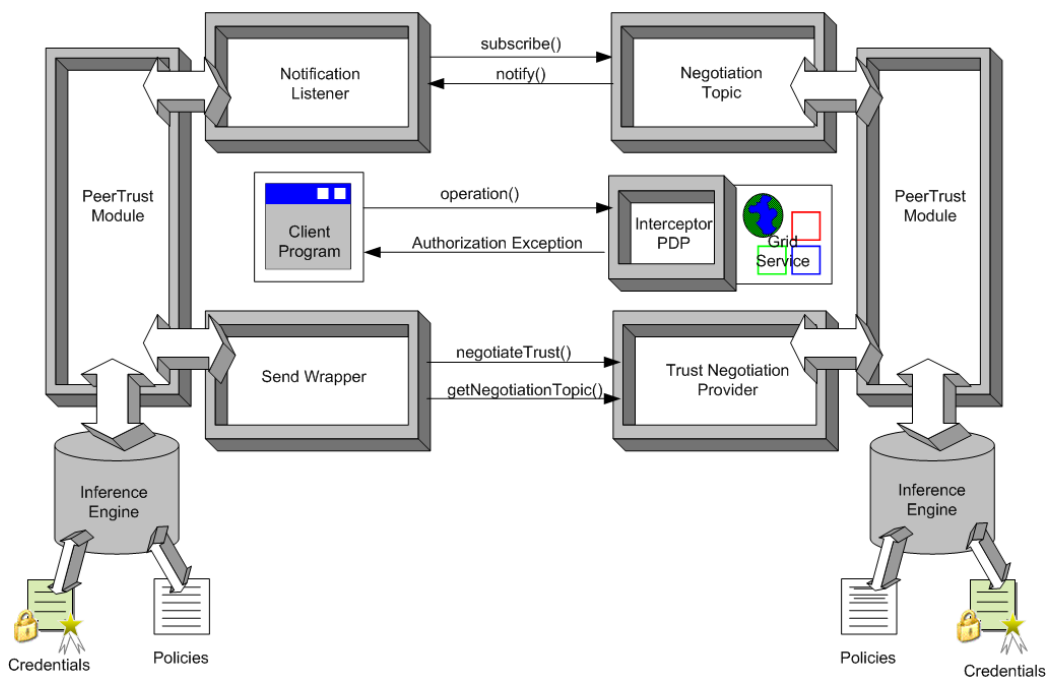 Notification
Listener
subscribe()
notify()
Negotiation
Topic
PeerTrust
Module
PeerTrust
Module
Client
Program
operation()
Authorization Exception
Interceptor
PDP
Grid
Service
Send Wrapper
negotiateTrust()
getNegotiationTopic()
Trust Negotiation
Provider
Inference
Engine
Inference
Engine
Credentials
Policies
Policies
Credentials